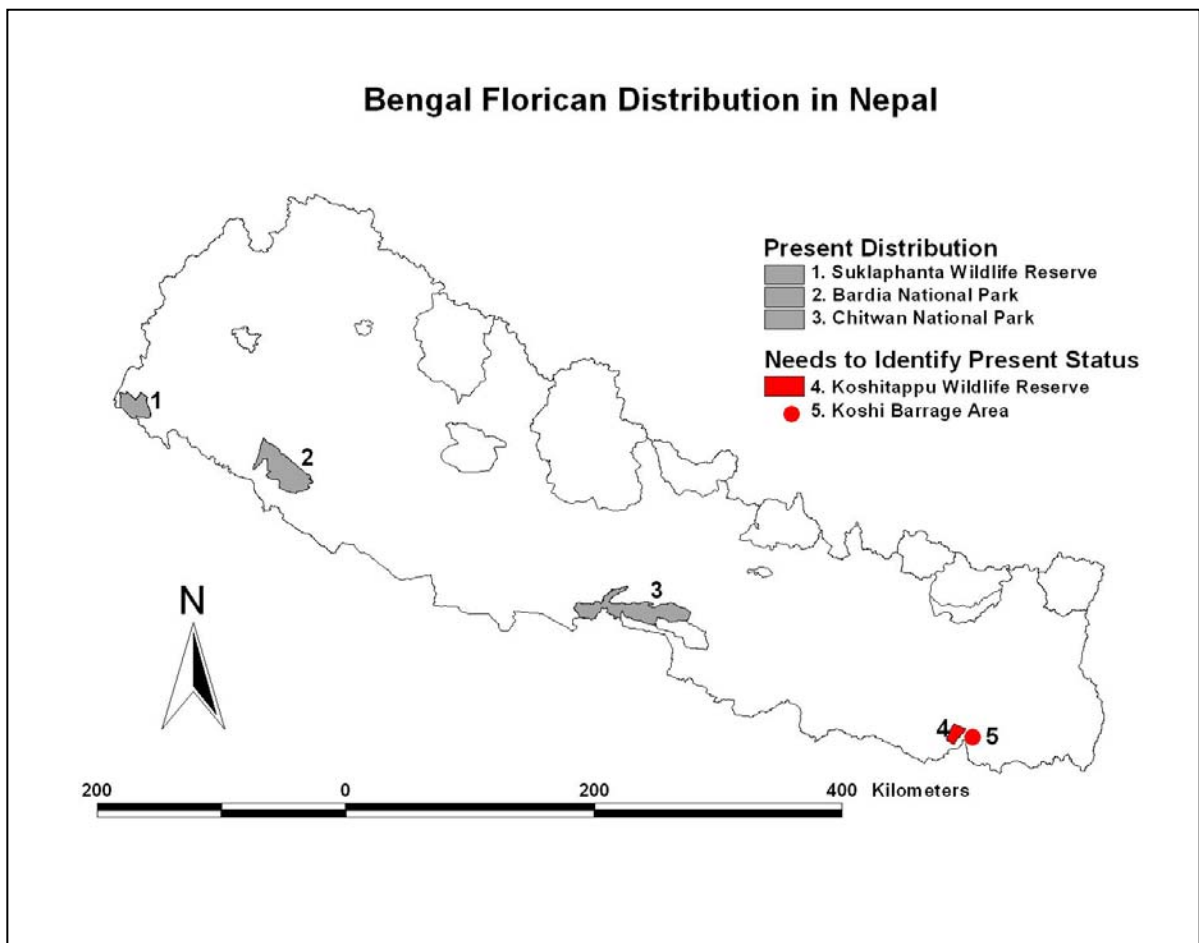 Bengal Florican Distribution in Nepal
Present Distribution
1. Suklaphanta Wildlife Reserve
2. Bardia National Park
3. Chitwan National Park
Needs to Identify Present Status
4. Koshitappu Wildlife Reserve
5. Koshi Barrage Area
1
2
3
N
4
5
200 0 200 400 Kilometers